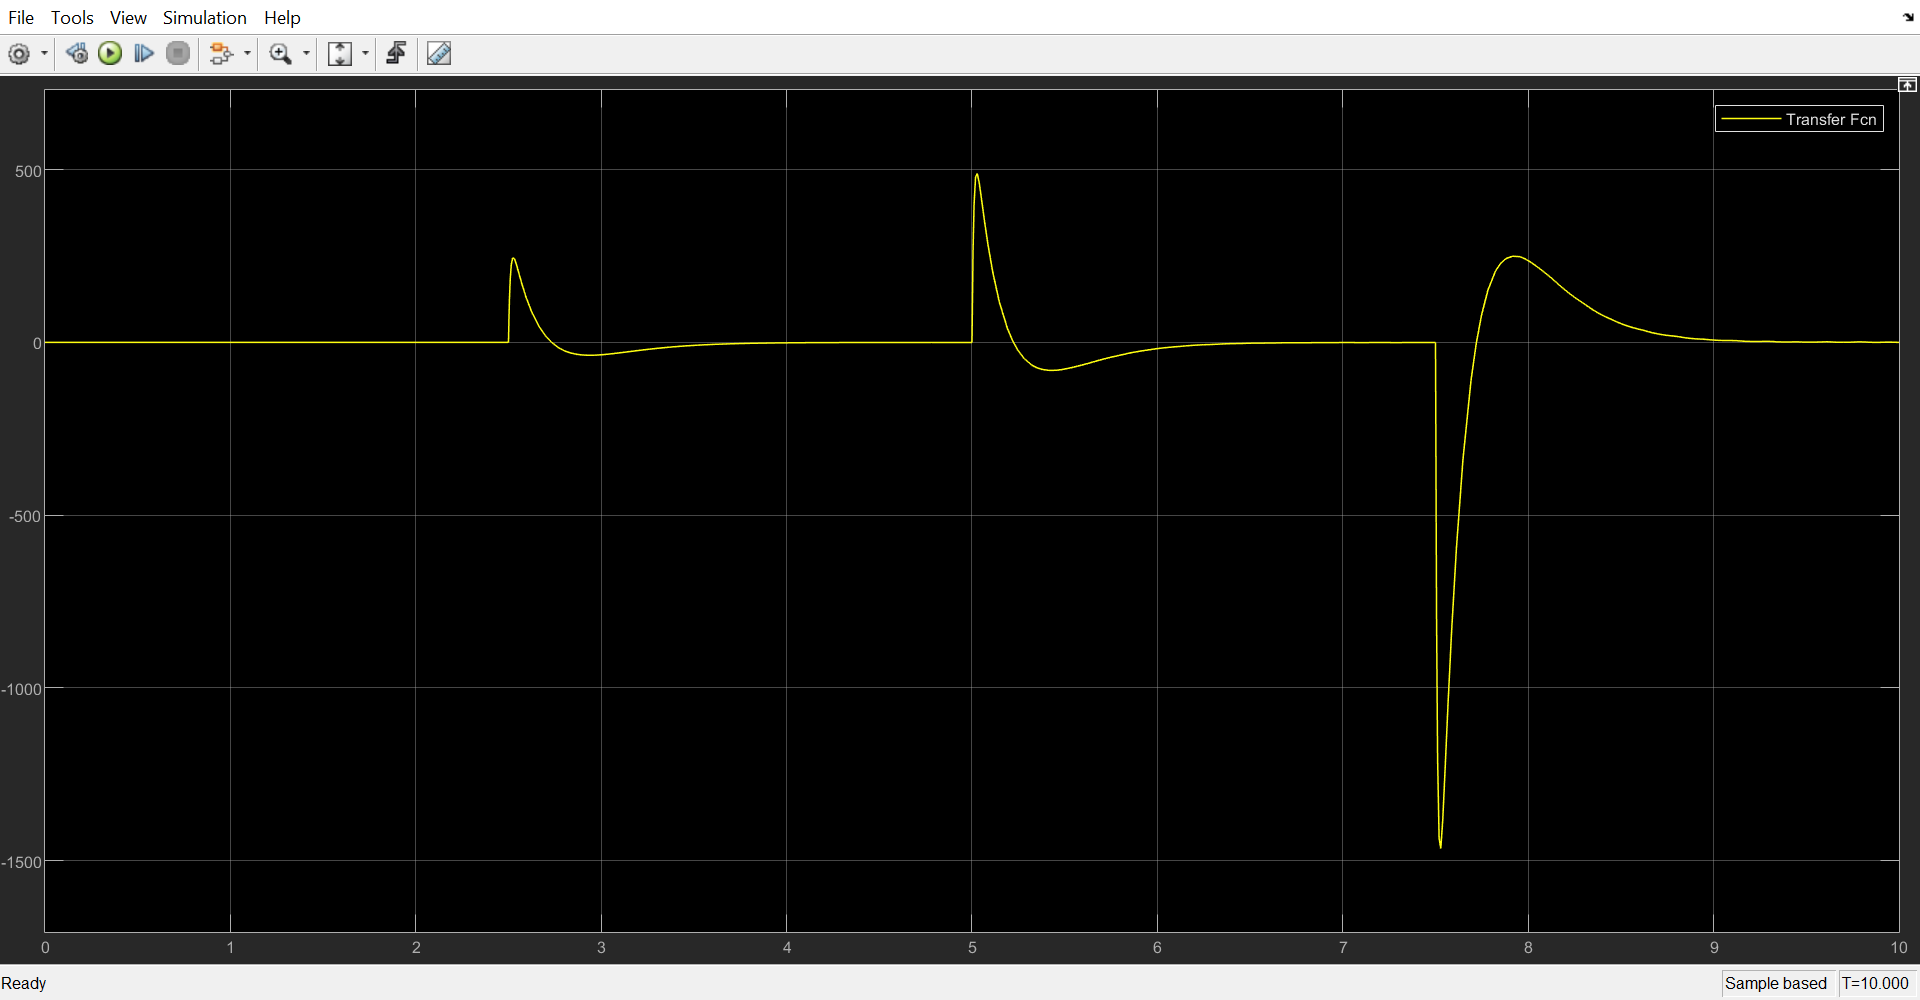 File Tools View Simulation Help
Transfer Fcn
500
0
-500
-1000
-1500
0 1 2 3 4 5 6 7 8 9 10
Ready Sample based T=10.000